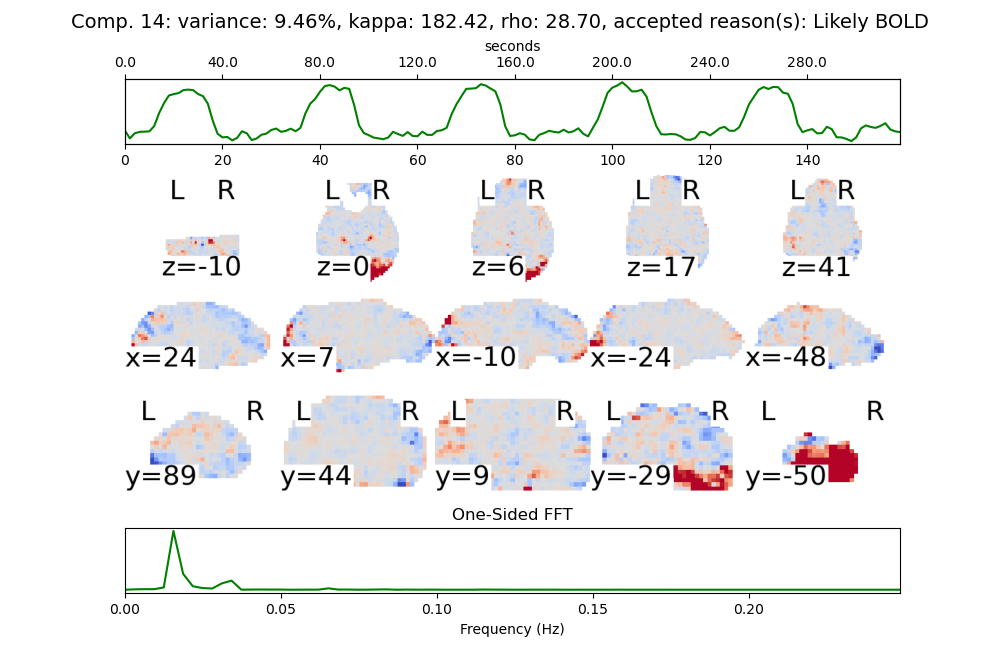 Comp. 14: variance: 9.46%, kappa: 182.42, rho: 28.70, accepted reason(s): Likely BOLD
seconds
0.0 40.0 80.0 120.0 160.0 200.0 240.0 280.0
0 20 40 60 80 100 120 140
L R L R L R L R L R
z=-10 z=0 z=6 z=17 z=41
x=24 x=7 x=-10 x=-24 x=-48
L R L R L R L R L R
y=89 y=44 y=9 y=-29 y=-50
One-Sided FFT
0.00 0.05 0.10 0.15 0.20
Frequency (Hz)